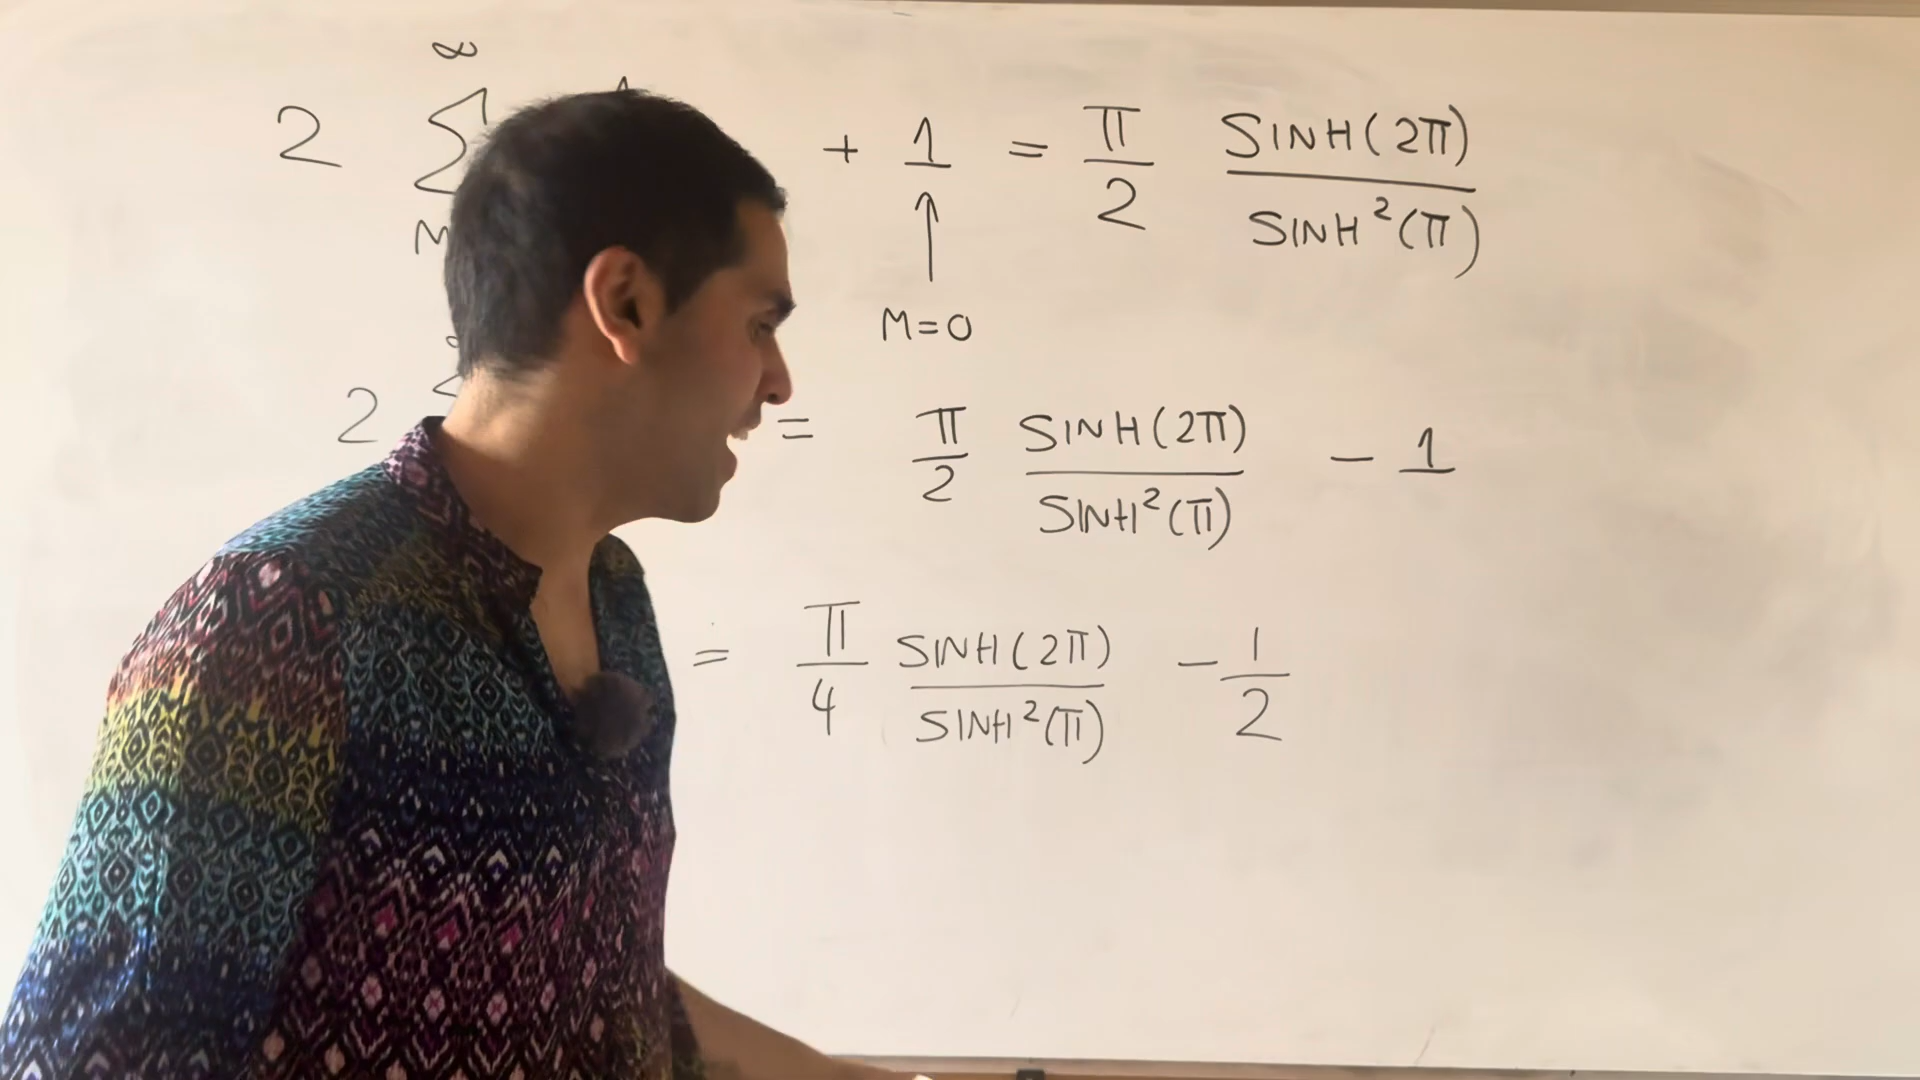 ∞
2 Σ + 1 = π/2 SINH(2π)/SINH²(π)
M
↑
M=0
2 = π/2 SINH(2π)/SINH²(π) - 1
= π/4 SINH(2π)/SINH²(π) - 1/2